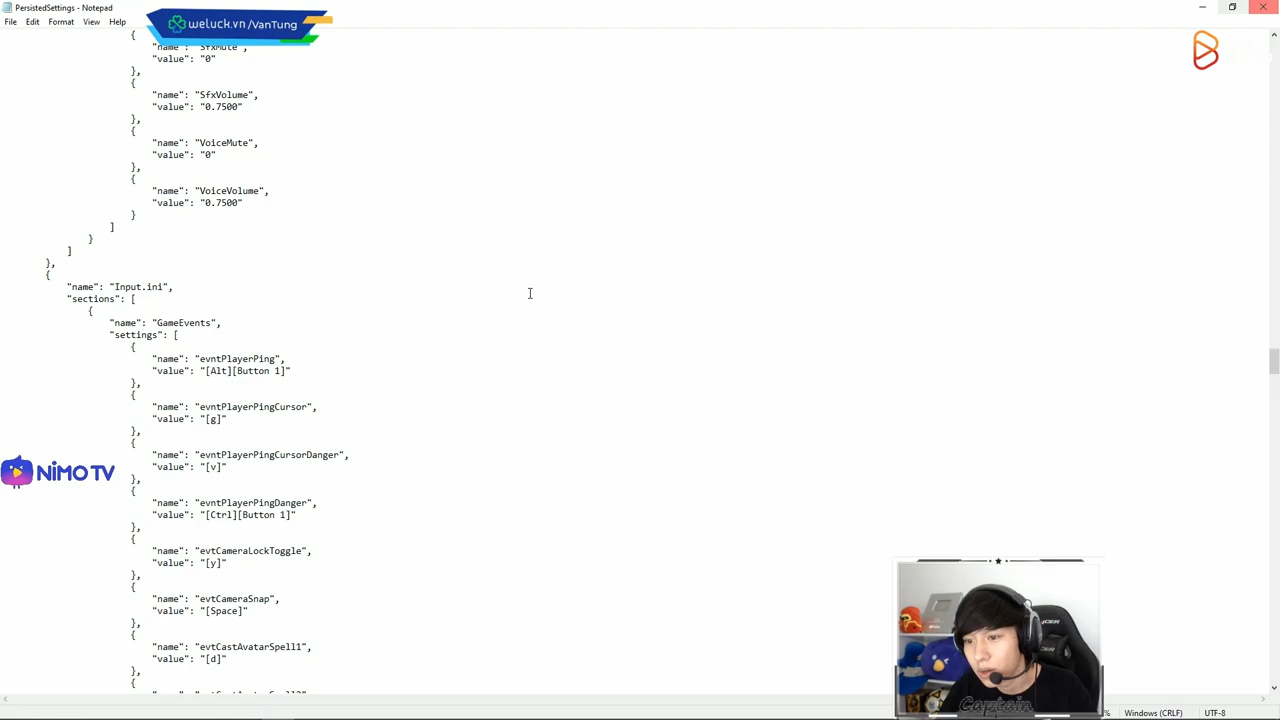 PersistedSettings - Notepad
File Edit Format View Help
weluck.vn/VanTung
{
"name": "SfxMute",
"value": "0"
},
{
"name": "SfxVolume",
"value": "0.7500"
},
{
"name": "VoiceMute",
"value": "0"
},
{
"name": "VoiceVolume",
"value": "0.7500"
}
]
}
]
},
{
"name": "Input.ini",
"sections": [
{
"name": "GameEvents",
"settings": [
{
"name": "evntPlayerPing",
"value": "[Alt][Button 1]"
},
{
"name": "evntPlayerPingCursor",
"value": "[g]"
},
{
"name": "evntPlayerPingCursorDanger",
"value": "[v]"
},
{
"name": "evntPlayerPingDanger",
"value": "[Ctrl][Button 1]"
},
{
"name": "evtCameraLockToggle",
"value": "[y]"
},
{
"name": "evtCameraSnap",
"value": "[Space]"
},
{
"name": "evtCastAvatarSpell1",
"value": "[d]"
},
{
NIMO TV
Captain
% Windows (CRLF) UTF-8